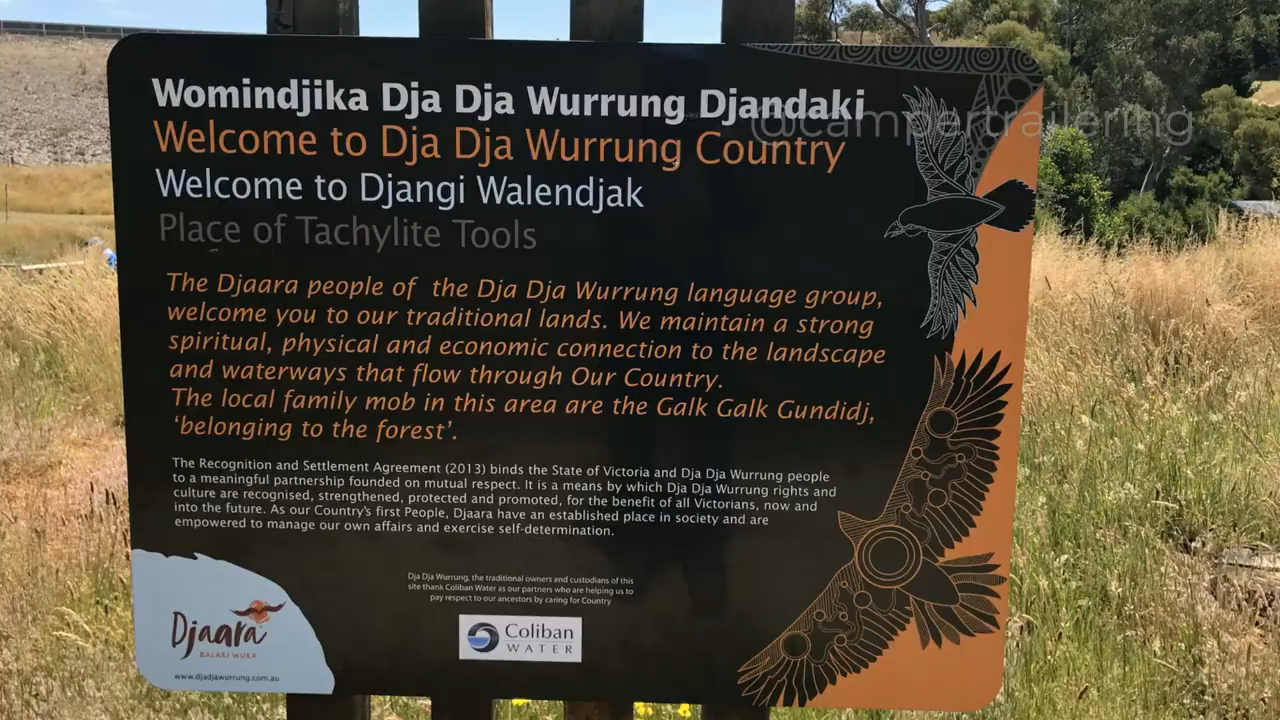 Womindjika Dja Dja Wurrung Djandaki
@campertrailering
Welcome to Dja Dja Wurrung Country
Welcome to Djangi Walendjak
Place of Tachylite Tools
The Djaara people of the Dja Dja Wurrung language group,
welcome you to our traditional lands. We maintain a strong
spiritual, physical and economic connection to the landscape
and waterways that flow through Our Country.
The local family mob in this area are the Galk Galk Gundidj,
‘belonging to the forest’.
The Recognition and Settlement Agreement (2013) binds the State of Victoria and Dja Dja Wurrung people
to a meaningful partnership founded on mutual respect. It is a means by which Dja Dja Wurrung rights and
culture are recognised, strengthened, protected and promoted, for the benefit of all Victorians, now and
into the future. As our Country's first People, Djaara have an established place in society and are
empowered to manage our own affairs and exercise self-determination.
Dja Dja Wurrung, the traditional owners and custodians of this
site thank Coliban Water as our partners who are helping us to
pay respect to our ancestors by caring for Country
Djaara
BALAKI WUKA
www.djadjawurrung.com.au
Coliban
WATER